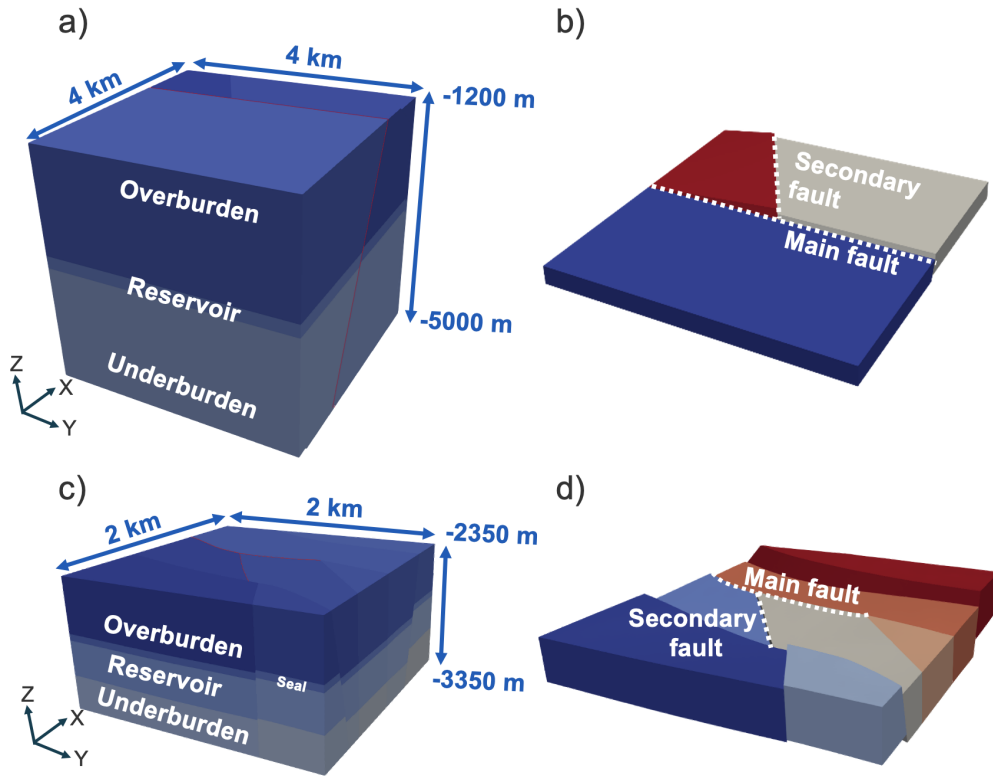 a)
4 km
4 km
-1200 m
Overburden
Reservoir
-5000 m
Underburden
Z
X
Y
b)
Secondary
fault
Main fault
c)
2 km
2 km
-2350 m
Overburden
Reservoir
Seal
-3350 m
Underburden
Z
X
Y
d)
Main fault
Secondary
fault